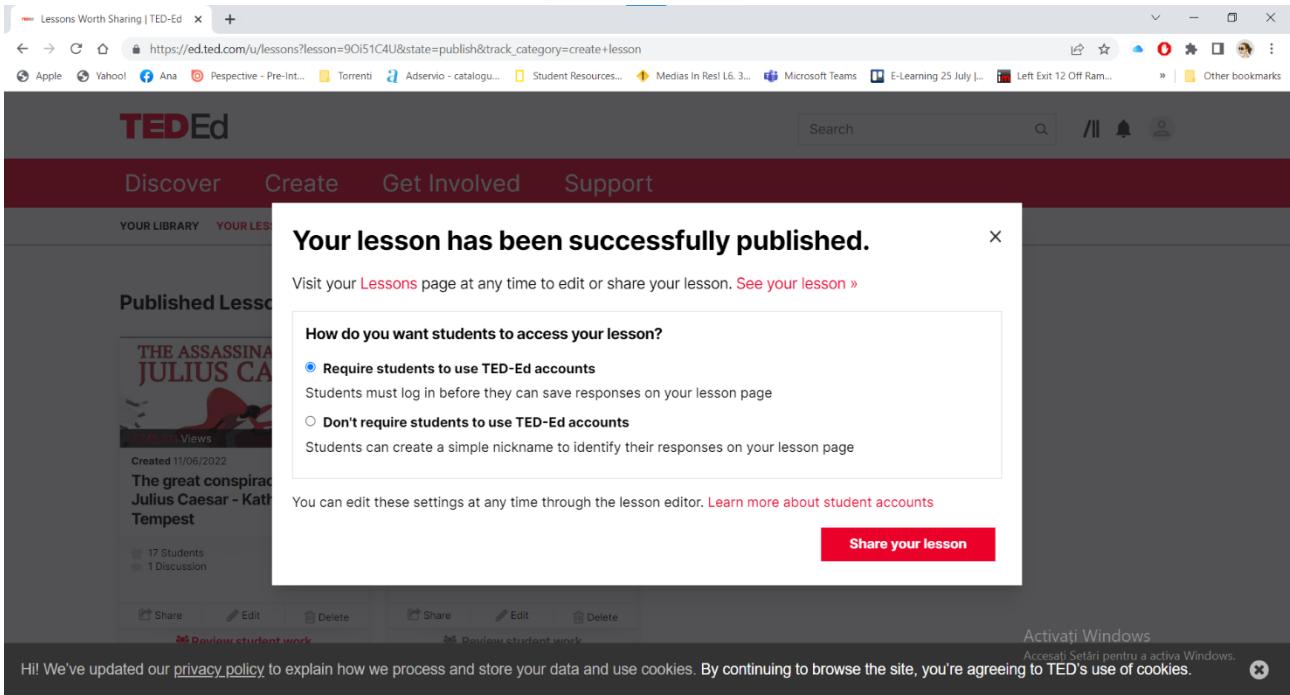 Lessons Worth Sharing | TED-Ed
https://ed.ted.com/u/lessons?lesson=9Oi51C4U&state=publish&track_category=create+lesson
Apple Yahoo! Ana Pespective - Pre-Int... Torrenti Adservio - catalogu... Student Resources... Medias In Res! L6. 3... Microsoft Teams E-Learning 25 July |... Left Exit 12 Off Ram... » Other bookmarks
TEDEd Search
Discover Create Get Involved Support
YOUR LIBRARY YOUR LES
Your lesson has been successfully published.
Visit your Lessons page at any time to edit or share your lesson. See your lesson »
How do you want students to access your lesson?
Require students to use TED-Ed accounts
Students must log in before they can save responses on your lesson page
Don't require students to use TED-Ed accounts
Students can create a simple nickname to identify their responses on your lesson page
You can edit these settings at any time through the lesson editor. Learn more about student accounts
Share your lesson
Published Lesso
THE ASSASSINA
JULIUS CA
Views
Created 11/06/2022
The great conspirac
Julius Caesar - Kath
Tempest
17 Students
1 Discussion
Share Edit Delete Share Edit Delete
Review student work Review student work
Activați Windows
Accesați Setări pentru a activa Windows.
Hi! We've updated our privacy policy to explain how we process and store your data and use cookies. By continuing to browse the site, you're agreeing to TED's use of cookies.